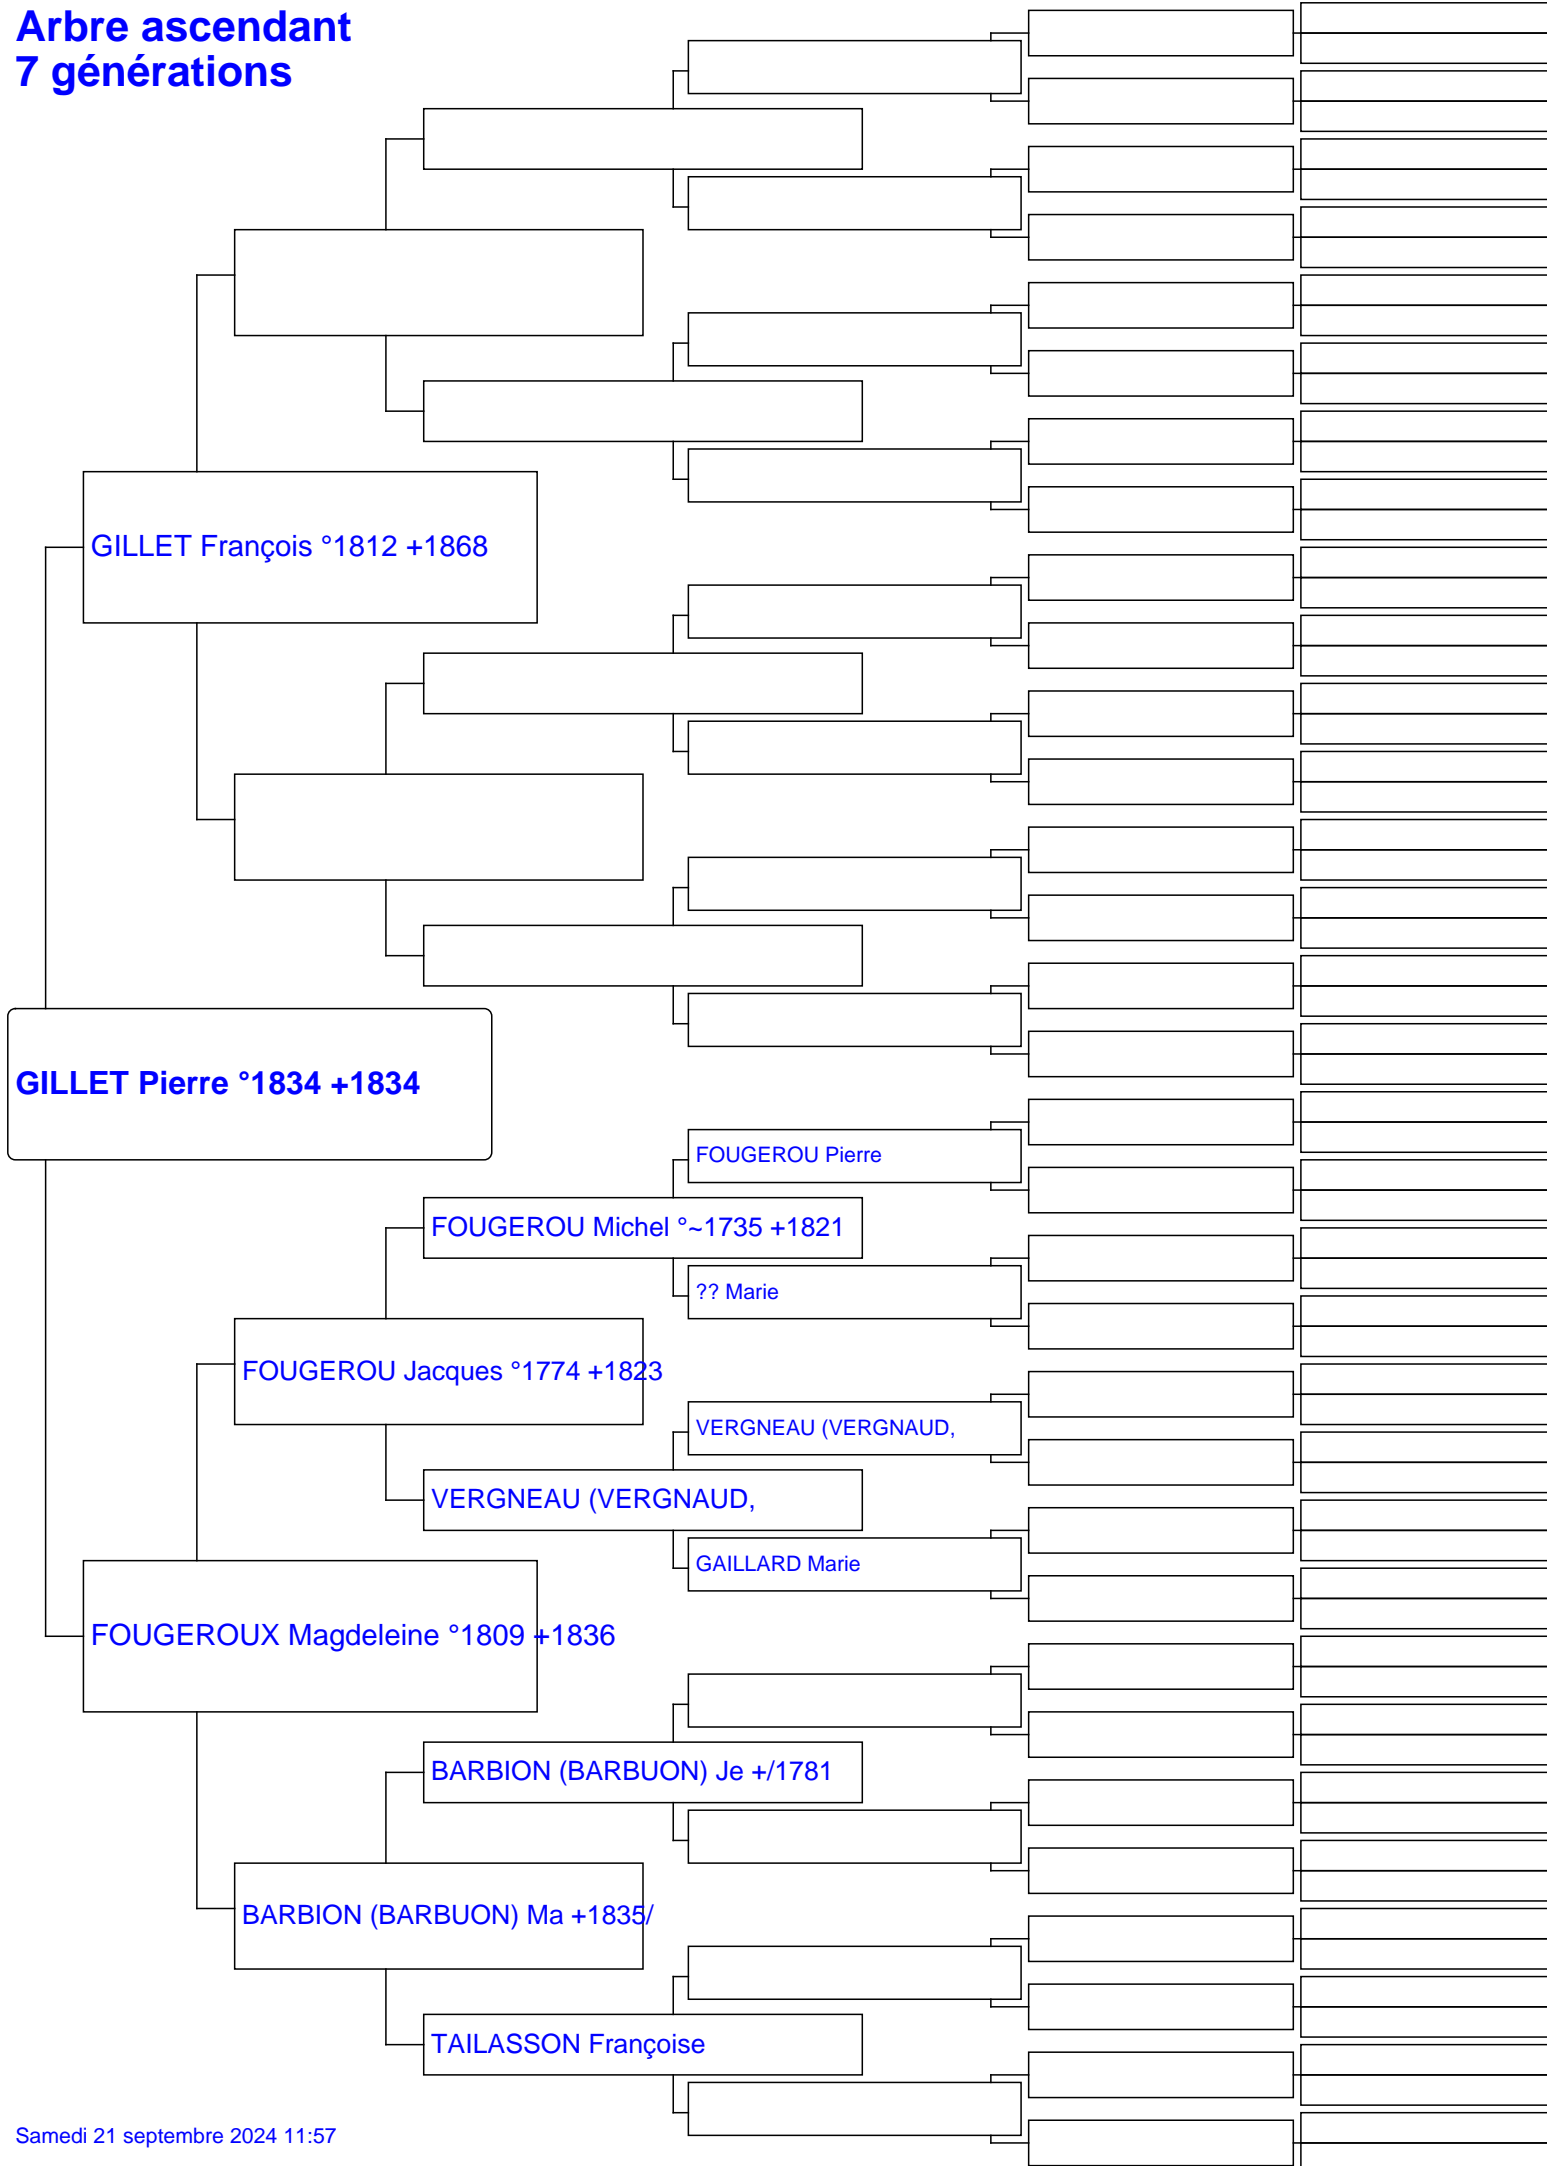 Arbre ascendant
7 générations
GILLET François °1812 +1868
GILLET Pierre °1834 +1834
FOUGEROU Pierre
FOUGEROU Michel °~1735 +1821
?? Marie
FOUGEROU Jacques °1774 +1823
VERGNEAU (VERGNAUD,
VERGNEAU (VERGNAUD,
GAILLARD Marie
FOUGEROUX Magdeleine °1809 +1836
BARBION (BARBUON) Je +/1781
BARBION (BARBUON) Ma +1835/
TAILASSON Françoise
Samedi 21 septembre 2024 11:57